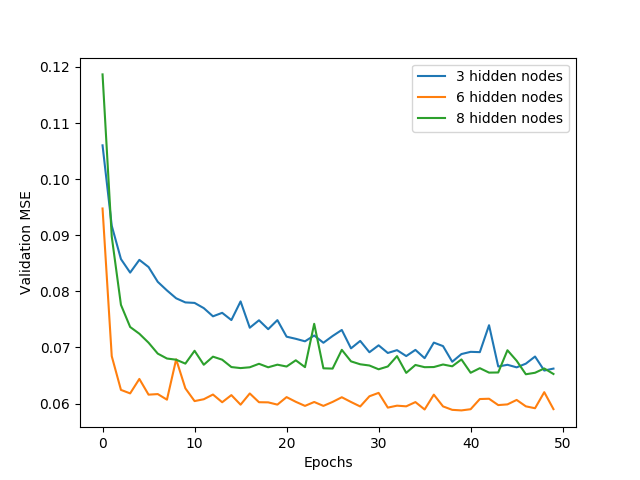 3 hidden nodes
6 hidden nodes
8 hidden nodes
Validation MSE
0.12
0.11
0.10
0.09
0.08
0.07
0.06
0 10 20 30 40 50
Epochs